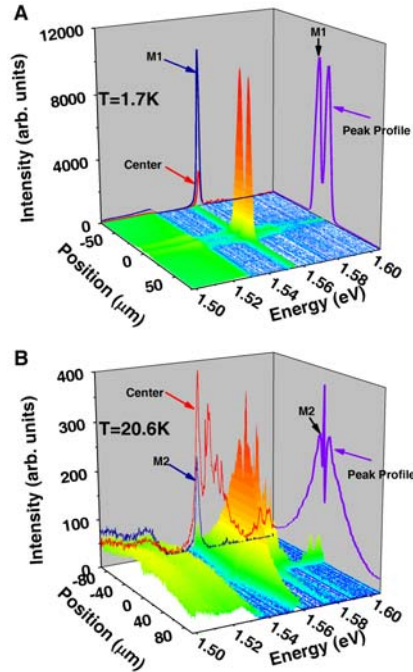 A
12000
M1
M1
8000
T=1.7K
Peak Profile
4000
Center
Intensity (arb. units)
0
-50
0
50
Position (μm)
1.50
1.52
1.54
1.56
1.58
1.60
Energy (eV)
B
400
Center
300
T=20.6K
M2
200
M2
Peak Profile
100
Intensity (arb. units)
0
-80
-40
0
40
80
Position (μm)
1.50
1.52
1.54
1.56
1.58
1.60
Energy (eV)